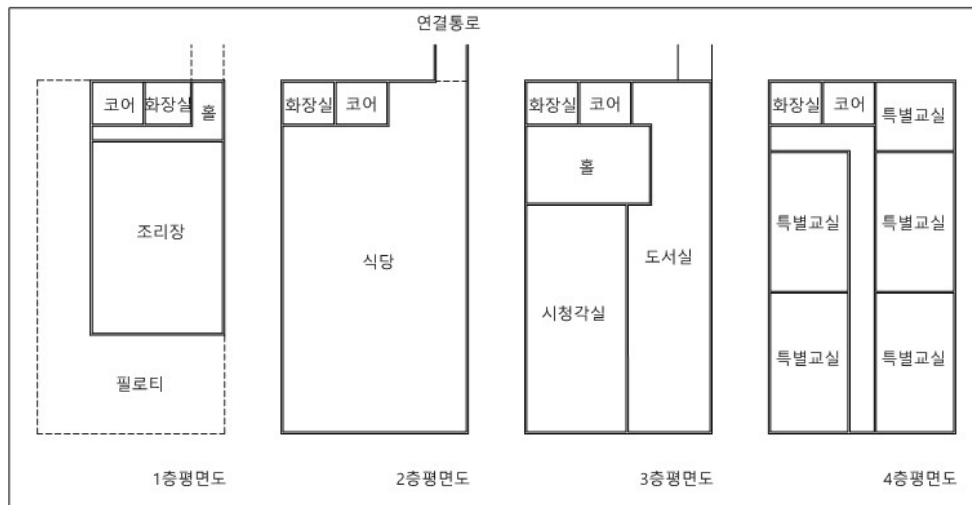 연결통로
코어
화장실
홀
조리장
필로티
1층평면도
화장실
코어
식당
2층평면도
화장실
코어
홀
도서실
시청각실
3층평면도
화장실
코어
특별교실
특별교실
특별교실
특별교실
특별교실
4층평면도